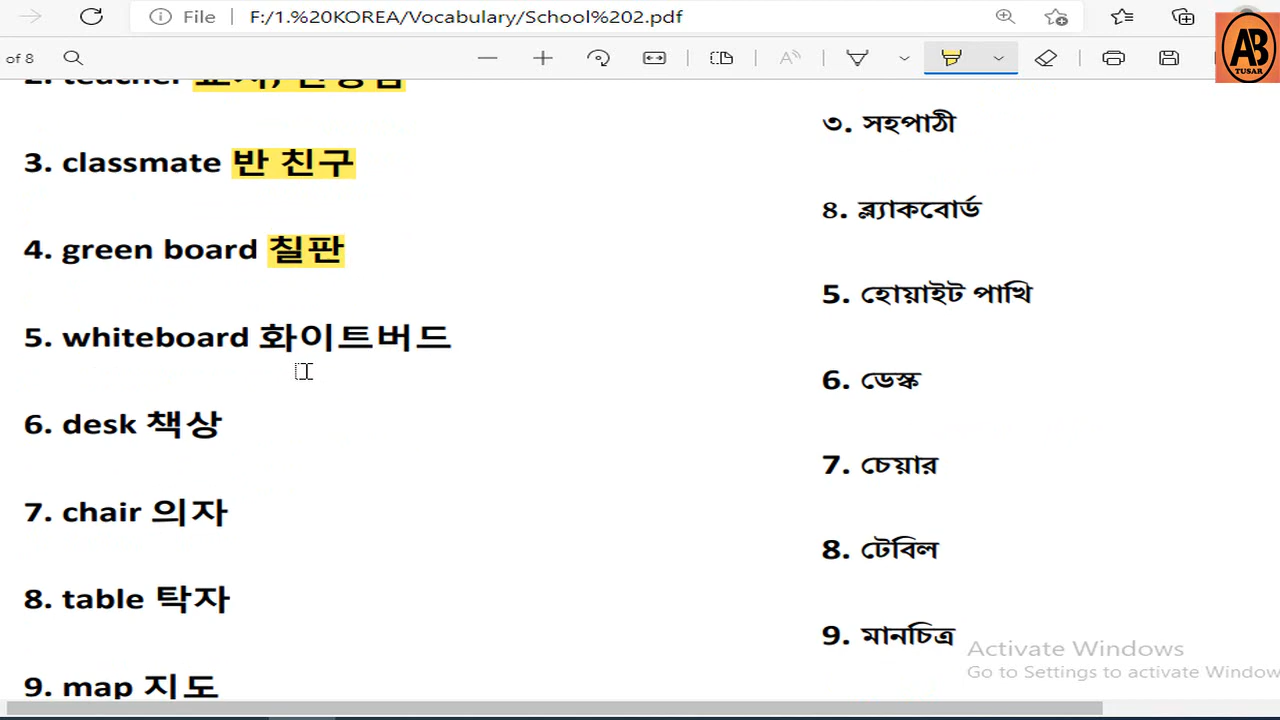 File
F:/1.%20KOREA/Vocabulary/School%202.pdf
of 8
AB
TUSAR
2. teacher
3. classmate 반 친구
4. green board 칠판
5. whiteboard 화이트버드
6. desk 책상
7. chair 의자
8. table 탁자
9. map 지도
৩. সহপাঠী
৪. ব্ল্যাকবোর্ড
5. হোয়াইট পাখি
6. ডেস্ক
7. চেয়ার
8. টেবিল
9. মানচিত্র
Activate Windows
Go to Settings to activate Window